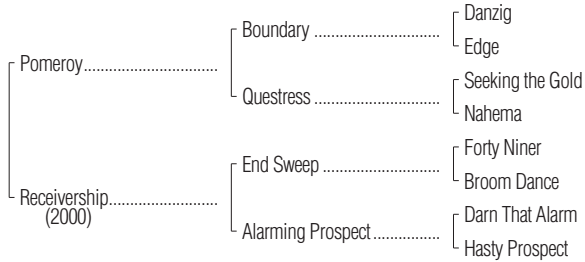 Danzig
Boundary
Edge
Pomeroy
Seeking the Gold
Questress
Nahema
Forty Niner
End Sweep
Broom Dance
Receivership
(2000)
Darn That Alarm
Alarming Prospect
Hasty Prospect